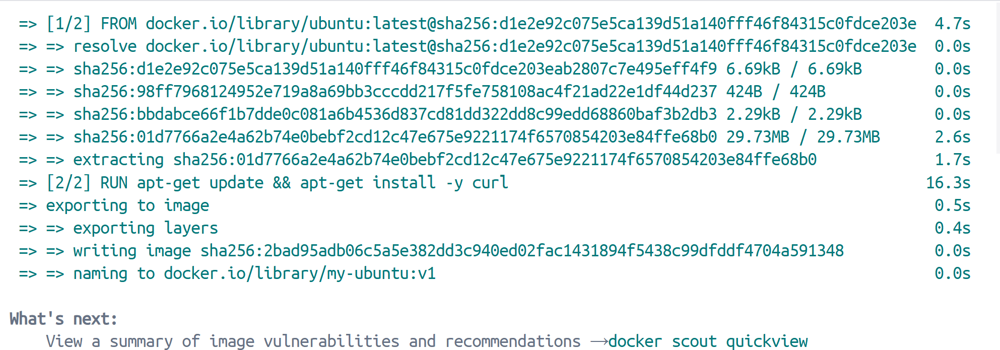 => [1/2] FROM docker.io/library/ubuntu:latest@sha256:d1e2e92c075e5ca139d51a140fff46f84315c0fdce203e 4.7s
=> => resolve docker.io/library/ubuntu:latest@sha256:d1e2e92c075e5ca139d51a140fff46f84315c0fdce203e 0.0s
=> => sha256:d1e2e92c075e5ca139d51a140fff46f84315c0fdce203eab2807c7e495eff4f9 6.69kB / 6.69kB 0.0s
=> => sha256:98ff7968124952e719a8a69bb3cccdd217f5fe758108ac4f21ad22e1df44d237 424B / 424B 0.0s
=> => sha256:bbdabce66f1b7dde0c081a6b4536d837cd81dd322dd8c99edd68860baf3b2db3 2.29kB / 2.29kB 0.0s
=> => sha256:01d7766a2e4a62b74e0bebf2cd12c47e675e9221174f6570854203e84ffe68b0 29.73MB / 29.73MB 2.6s
=> => extracting sha256:01d7766a2e4a62b74e0bebf2cd12c47e675e9221174f6570854203e84ffe68b0 1.7s
=> [2/2] RUN apt-get update && apt-get install -y curl 16.3s
=> exporting to image 0.5s
=> => exporting layers 0.4s
=> => writing image sha256:2bad95adb06c5a5e382dd3c940ed02fac1431894f5438c99dfddf4704a591348 0.0s
=> => naming to docker.io/library/my-ubuntu:v1 0.0s
What's next:
View a summary of image vulnerabilities and recommendations → docker scout quickview